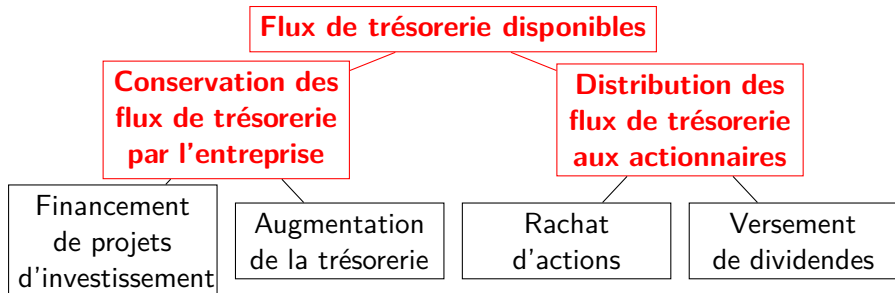 Flux de trésorerie disponibles
Conservation des
flux de trésorerie
par l'entreprise
Distribution des
flux de trésorerie
aux actionnaires
Financement
de projets
d'investissement
Augmentation
de la trésorerie
Rachat
d'actions
Versement
de dividendes